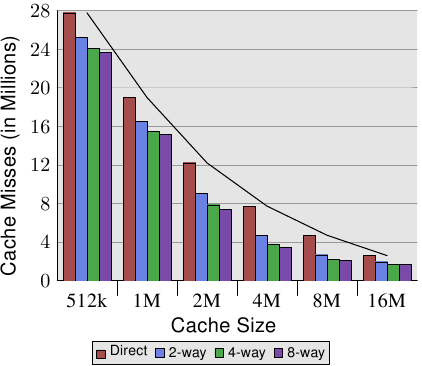 Cache Misses (in Millions)
28
24
20
16
12
8
4
0
512k 1M 2M 4M 8M 16M
Cache Size
Direct 2-way 4-way 8-way